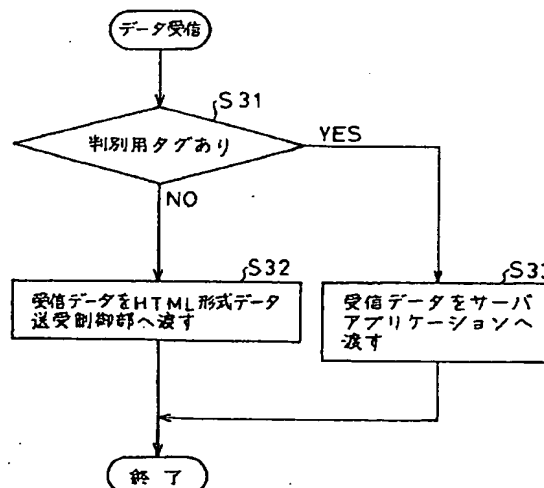 データ受信
S31
判別用タグあり
YES
NO
S32
受信データをHTML形式データ
送受制御部へ渡す
S33
受信データをサーバ
アプリケーションへ
渡す
終了